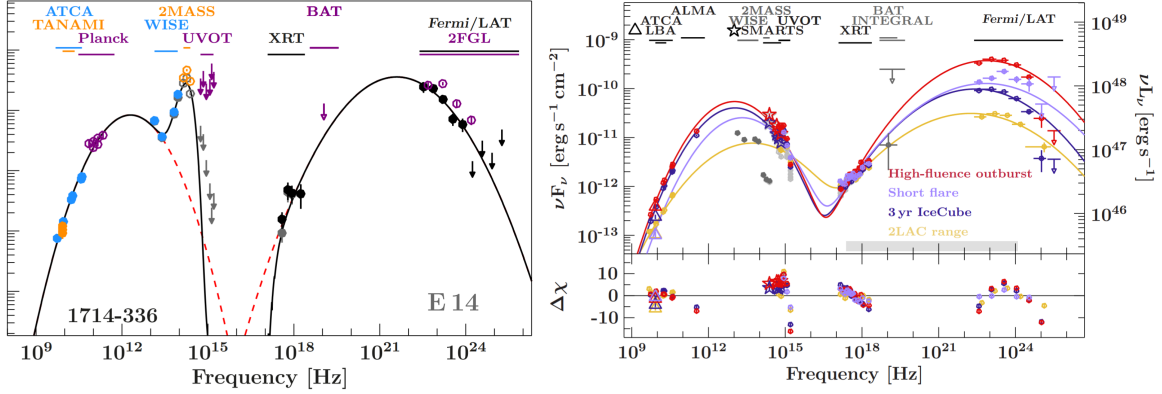 ATCA 2MASS BAT Fermi/LAT
TANAMI WISE XRT 2FGL
Planck UVOT
1714-336
E 14
10^9 10^12 10^15 10^18 10^21 10^24
Frequency [Hz]
ALMA 2MASS UVOT BAT Fermi/LAT
ATCA WISE INTEGRAL
LBA SMARTS XRT
10^-9
10^-10
10^-11
10^-12
10^-13
νF_ν [erg s^-1 cm^-2]
10^49
10^48
10^47
10^46
νL_ν, [erg s^-1]
High-fluence outburst
Short flare
3 yr IceCube
2LAC range
10
5
0
-10
Δχ
10^9 10^12 10^15 10^18 10^21 10^24
Frequency [Hz]